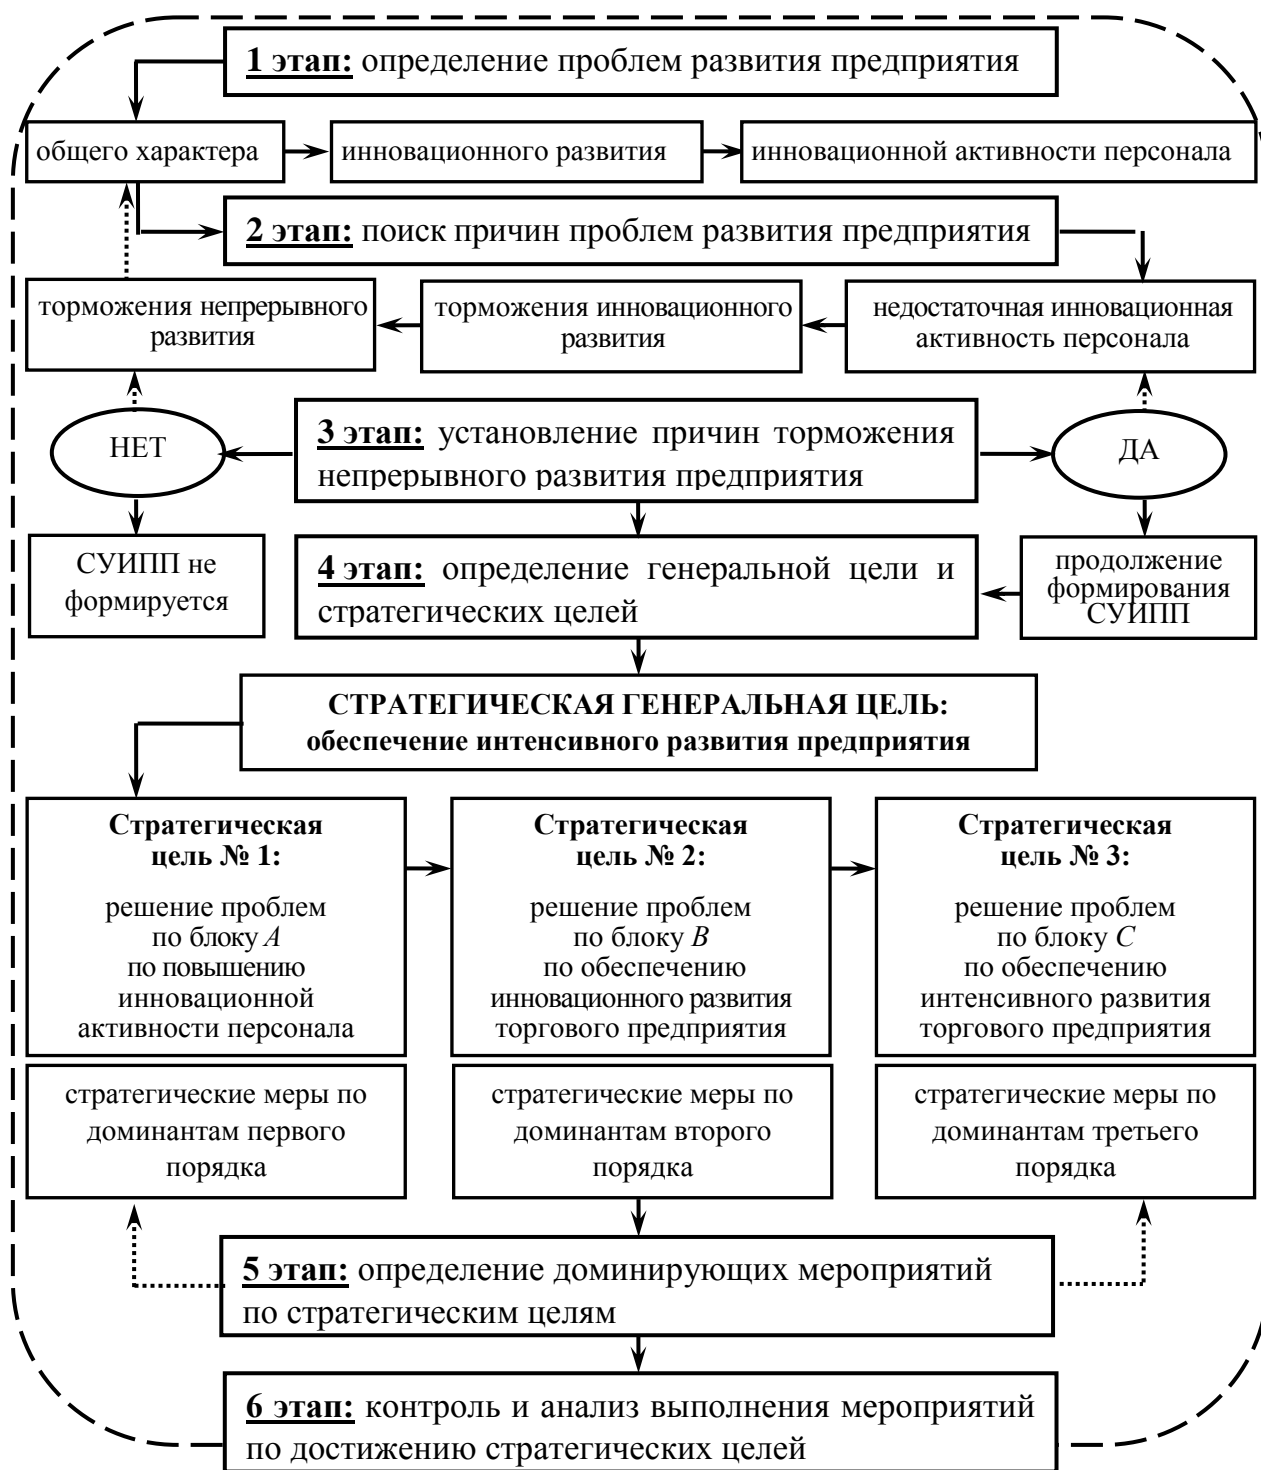 1 этап: определение проблем развития предприятия
общего характера
инновационного развития
инновационной активности персонала
2 этап: поиск причин проблем развития предприятия
торможения непрерывного
развития
торможения инновационного
развития
недостаточная инновационная
активность персонала
НЕТ
3 этап: установление причин торможения
непрерывного развития предприятия
ДА
СУИПП не
формируется
4 этап: определение генеральной цели и
стратегических целей
продолжение
формирования
СУИПП
СТРАТЕГИЧЕСКАЯ ГЕНЕРАЛЬНАЯ ЦЕЛЬ:
обеспечение интенсивного развития предприятия
Стратегическая
цель № 1:
решение проблем
по блоку A
по повышению
инновационной
активности персонала
Стратегическая
цель № 2:
решение проблем
по блоку B
по обеспечению
инновационного развития
торгового предприятия
Стратегическая
цель № 3:
решение проблем
по блоку C
по обеспечению
интенсивного развития
торгового предприятия
стратегические меры по
доминантам первого
порядка
стратегические меры по
доминантам второго
порядка
стратегические меры по
доминантам третьего
порядка
5 этап: определение доминирующих мероприятий
по стратегическим целям
6 этап: контроль и анализ выполнения мероприятий
по достижению стратегических целей